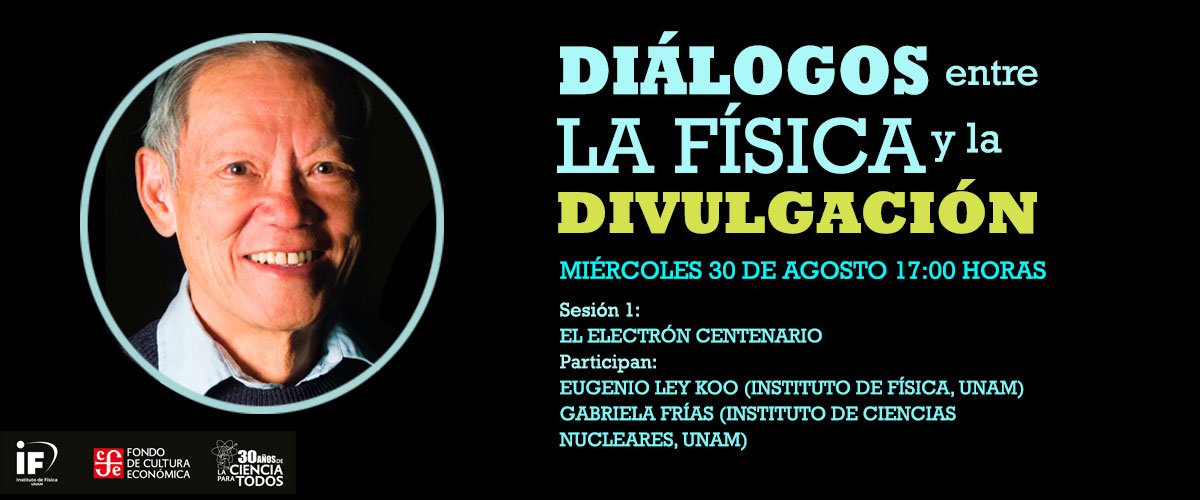 DIÁLOGOS entre
LA FÍSICA y la
DIVULGACIÓN
MIÉRCOLES 30 DE AGOSTO 17:00 HORAS
Sesión 1:
EL ELECTRÓN CENTENARIO
Participan:
EUGENIO LEY KOO (INSTITUTO DE FÍSICA, UNAM)
GABRIELA FRÍAS (INSTITUTO DE CIENCIAS
NUCLEARES, UNAM)
iF
Instituto de Física
UNAM
cfe
FONDO
DE CULTURA
ECONÓMICA
30 AÑOS DE
LA CIENCIA
PARA TODOS